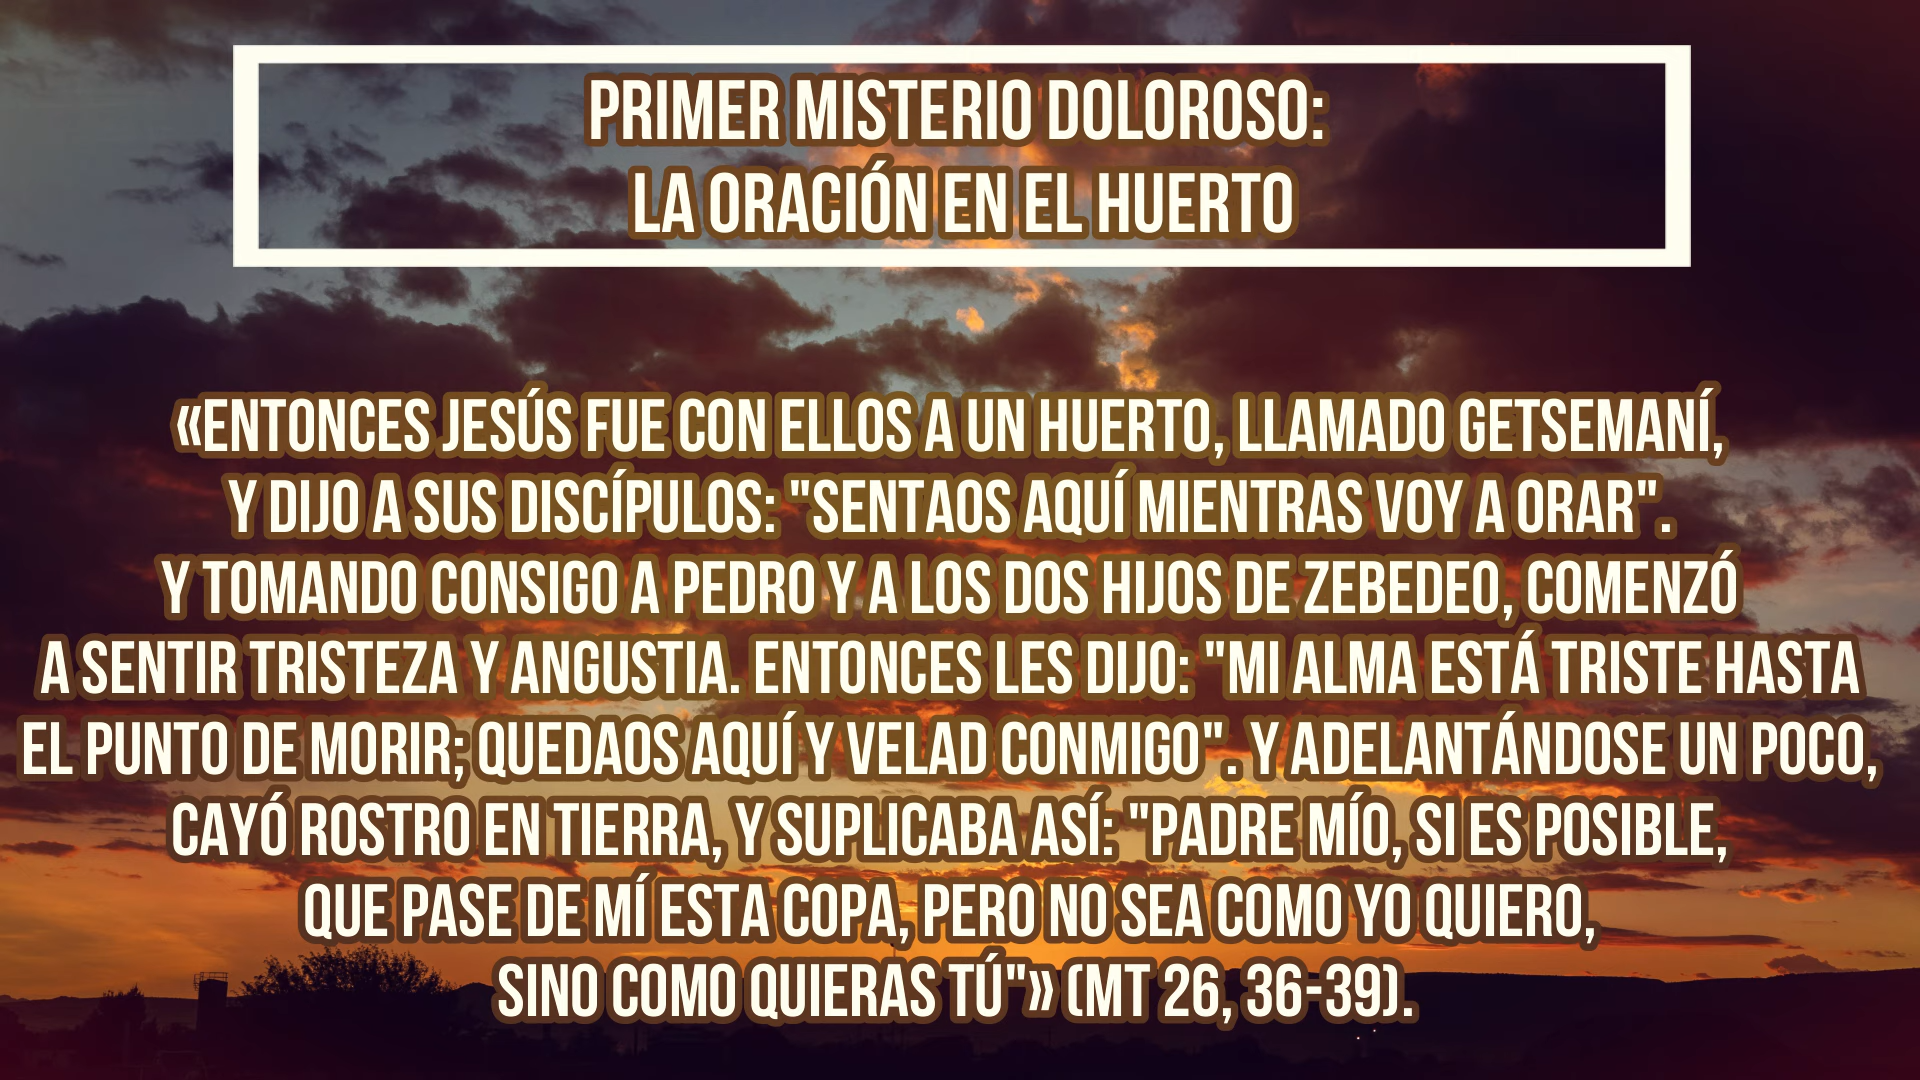 PRIMER MISTERIO DOLOROSO:
LA ORACIÓN EN EL HUERTO
«ENTONCES JESÚS FUE CON ELLOS A UN HUERTO, LLAMADO GETSEMANÍ,
Y DIJO A SUS DISCÍPULOS: "SENTAOS AQUÍ MIENTRAS VOY A ORAR".
Y TOMANDO CONSIGO A PEDRO Y A LOS DOS HIJOS DE ZEBEDEO, COMENZÓ
A SENTIR TRISTEZA Y ANGUSTIA. ENTONCES LES DIJO: "MI ALMA ESTÁ TRISTE HASTA
EL PUNTO DE MORIR; QUEDAOS AQUÍ Y VELAD CONMIGO". Y ADELANTÁNDOSE UN POCO,
CAYÓ ROSTRO EN TIERRA, Y SUPLICABA ASÍ: "PADRE MÍO, SI ES POSIBLE,
QUE PASE DE MÍ ESTA COPA, PERO NO SEA COMO YO QUIERO,
SINO COMO QUIERAS TÚ"» (MT 26, 36-39).